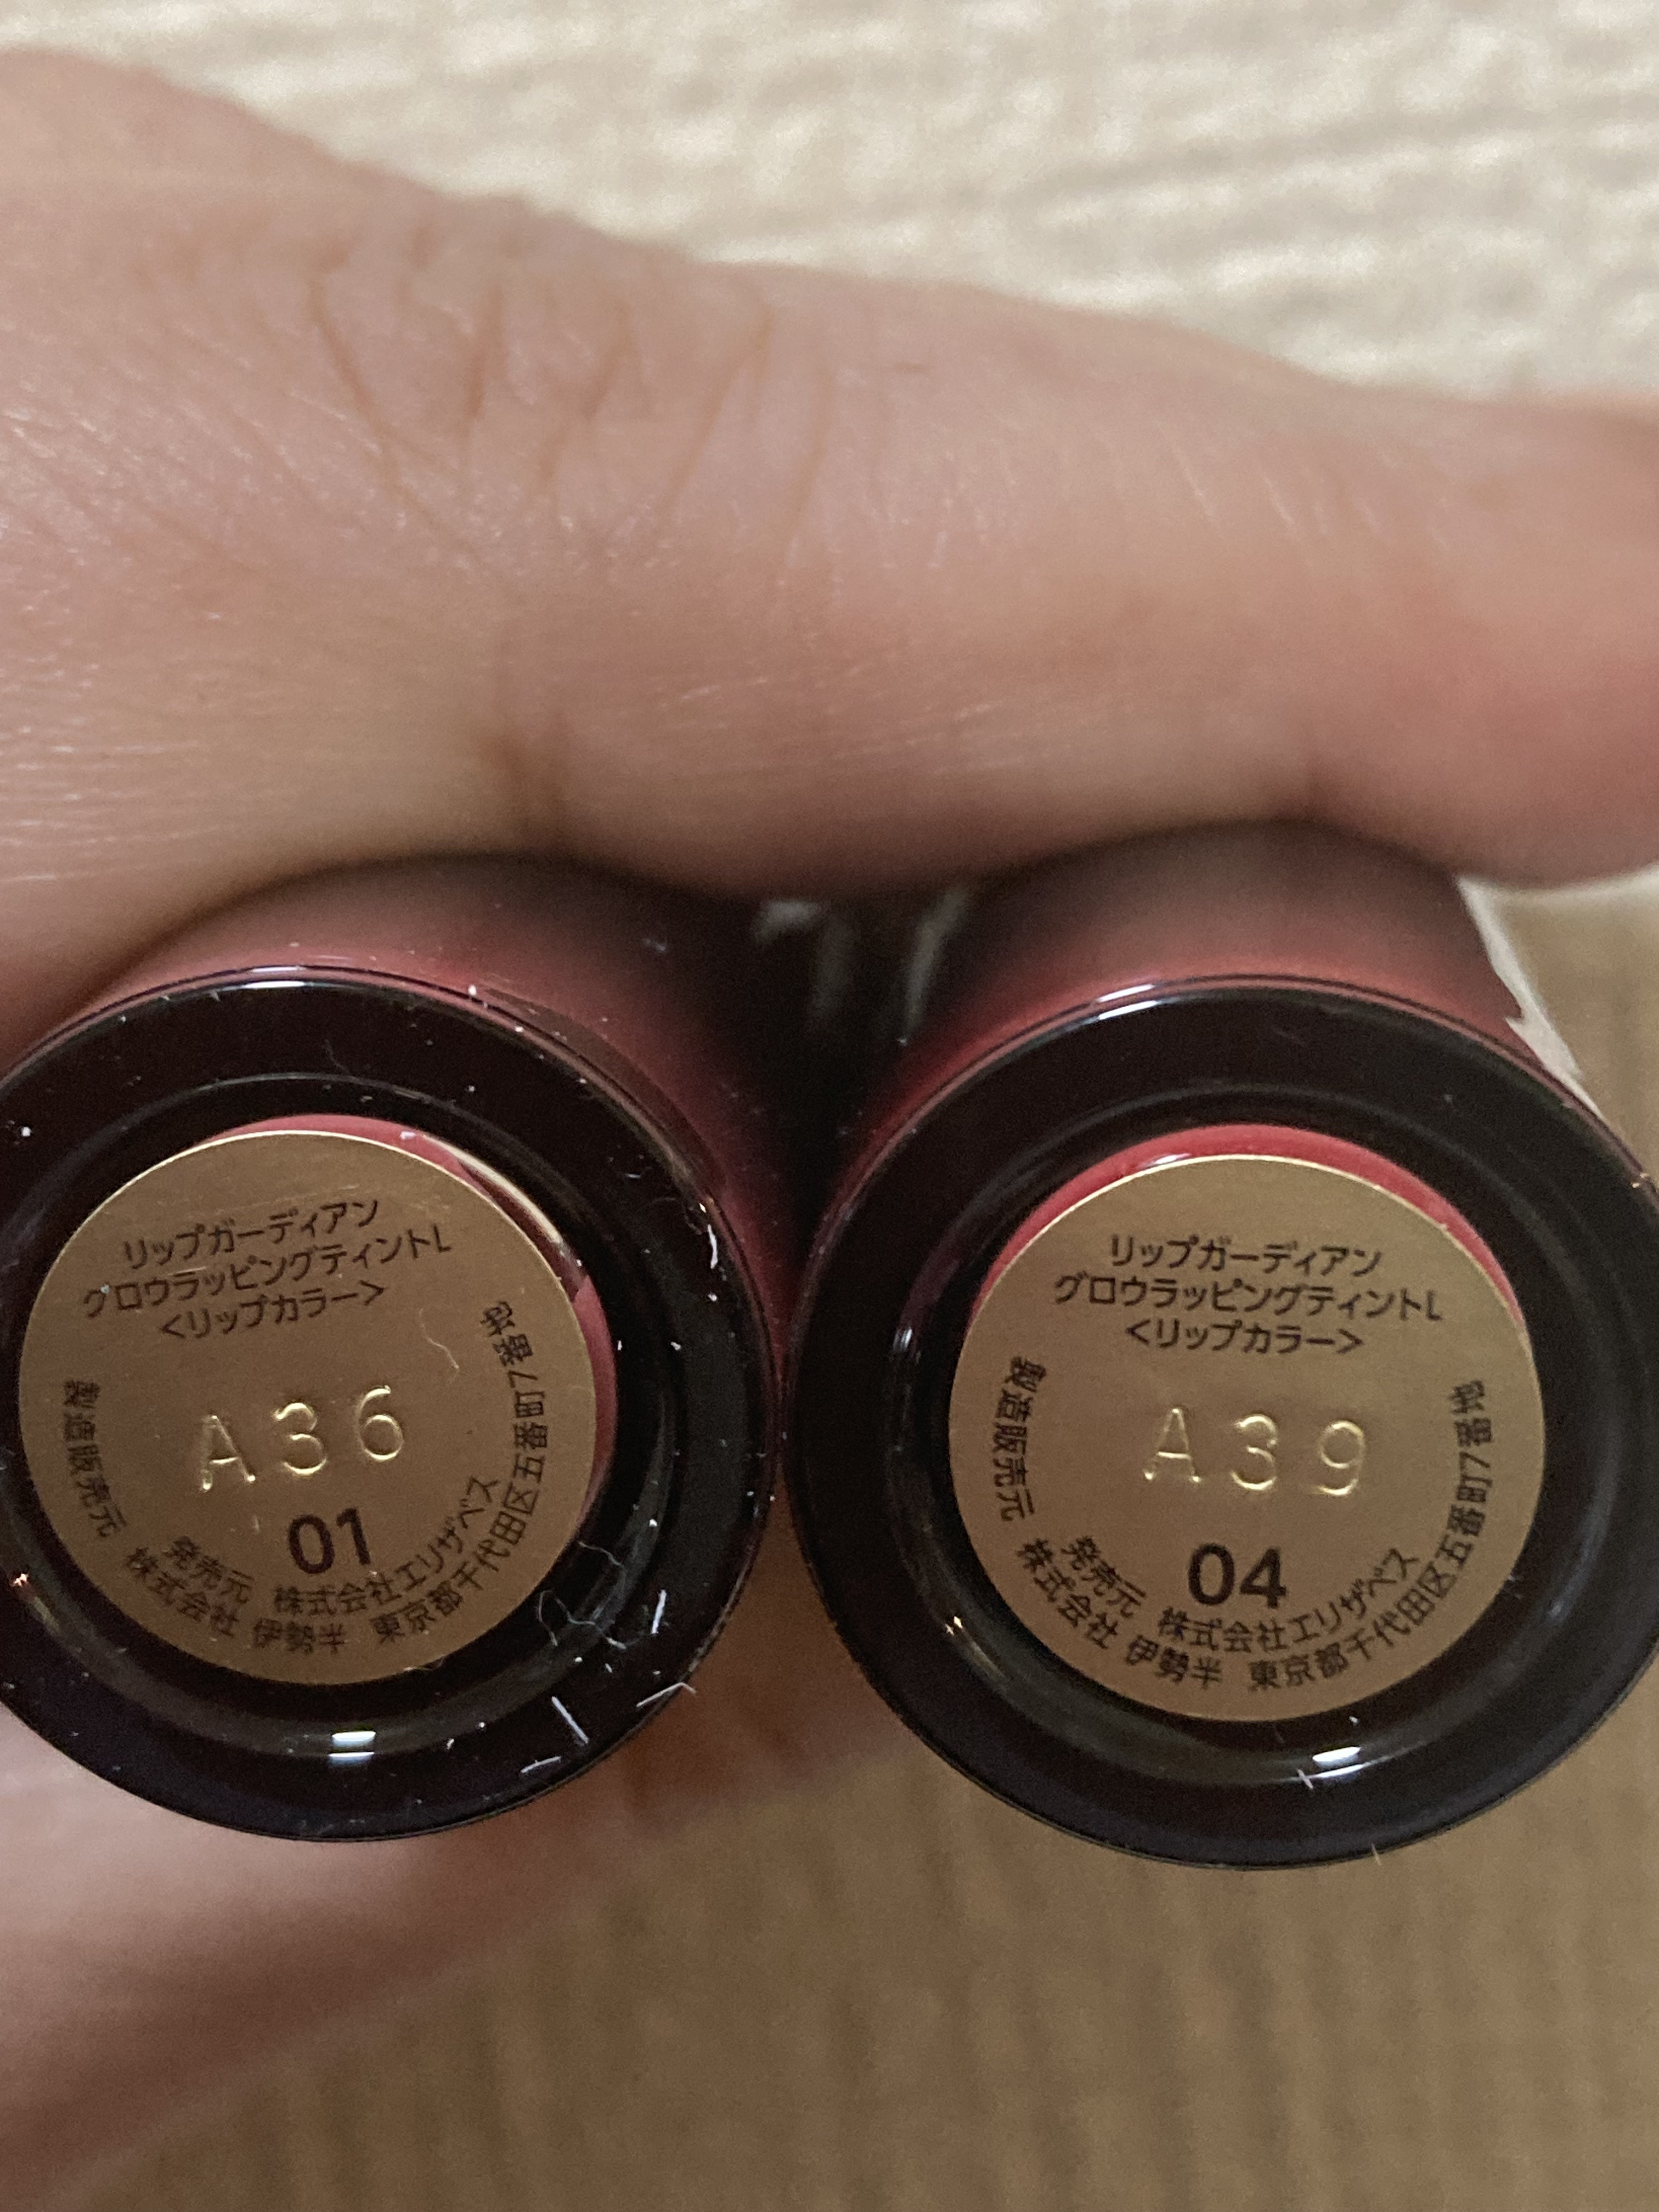 リップガーディアン
グロウラッピングティントL
<リップカラー>
A36
01
発売元 株式会社エリザベス
製造販売元 株式会社 伊勢半 東京都千代田区五番町7番地
リップガーディアン
グロウラッピングティントL
<リップカラー>
A39
04
発売元 株式会社エリザベス
製造販売元 株式会社 伊勢半 東京都千代田区五番町7番地